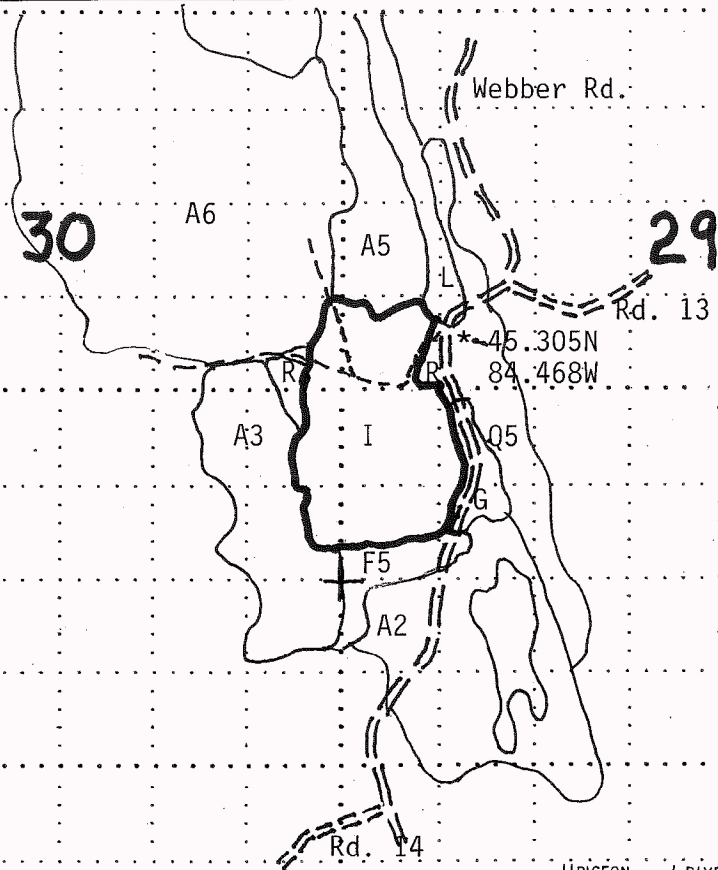 Webber Rd.
A6
30
29
A5
L
Rd. 13
* 45.305N
R
R
84.468W
A3
I
Q5
G
F5
A2
Rd. 14